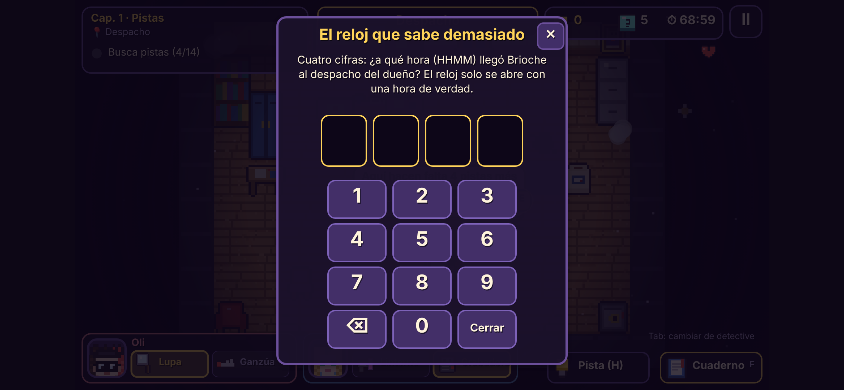 Cap. 1 · Pistas
Despacho
Busca pistas (4/14)
0
5
68:59
El reloj que sabe demasiado
×
Cuatro cifras: ¿a qué hora (HHMM) llegó Brioche
al despacho del dueño? El reloj solo se abre con
una hora de verdad.
1
2
3
4
5
6
7
8
9
0
Cerrar
Tab: cambiar de detective
Oli
Lupa
Ganzúa
Pista (H)
Cuaderno F